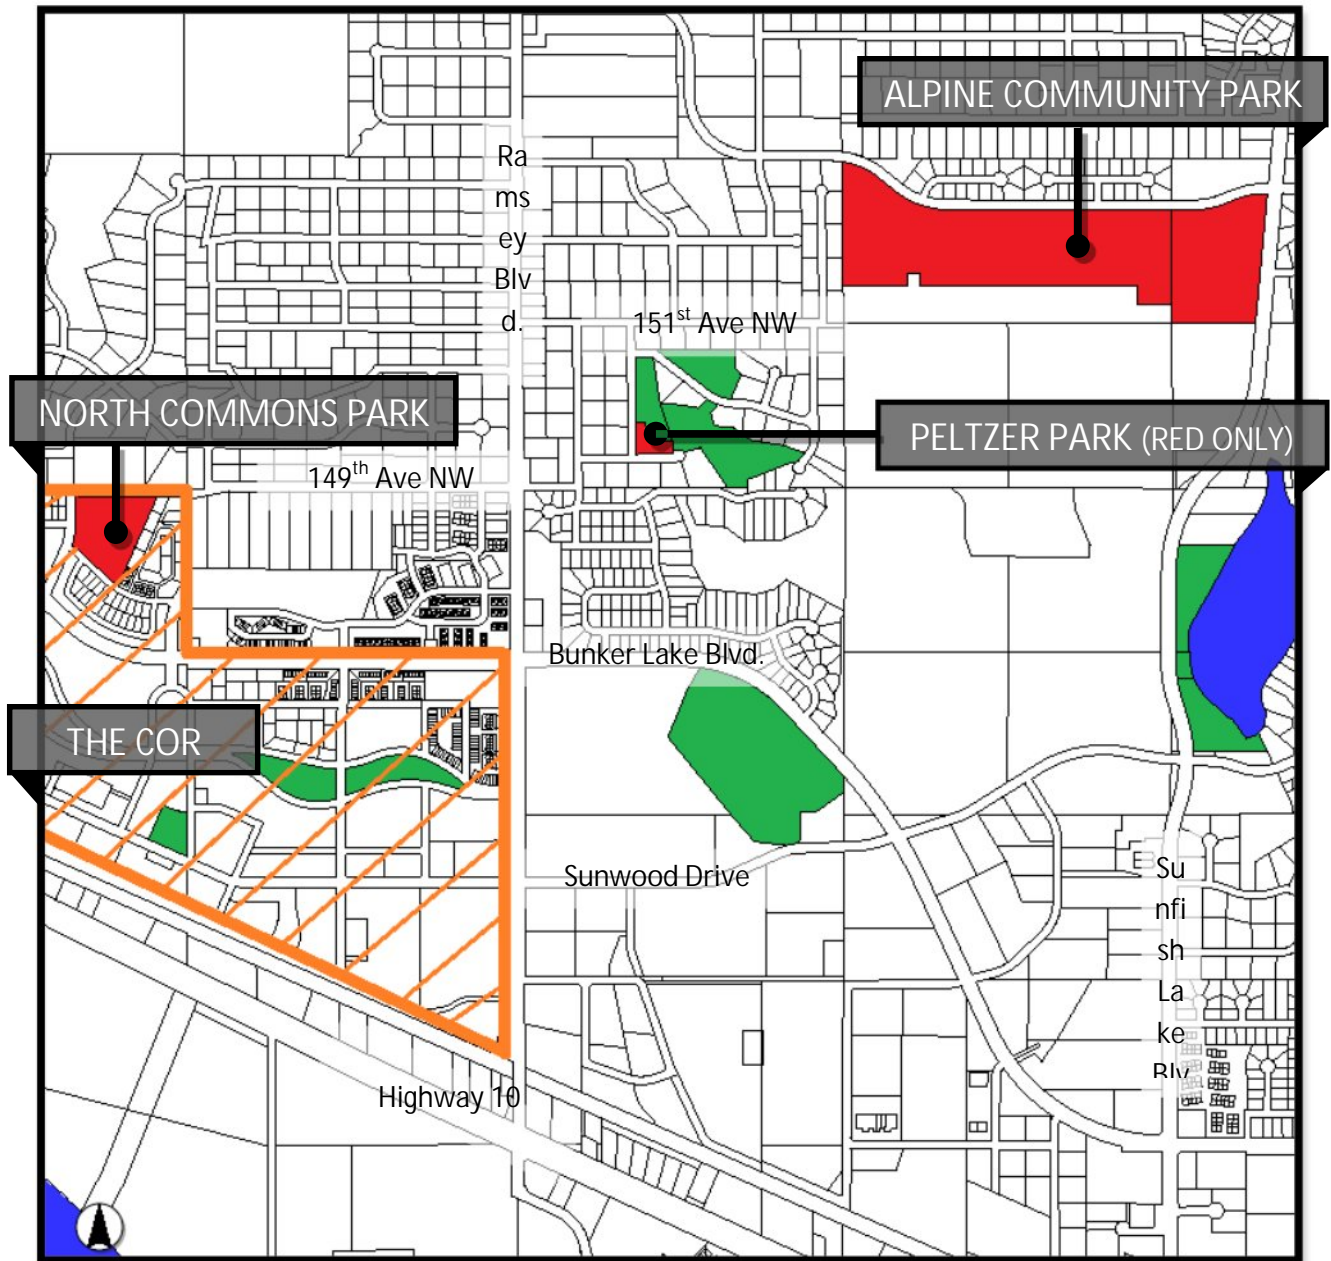 ALPINE COMMUNITY PARK
Ra
ms
ey
Blv
d.
151st Ave NW
NORTH COMMONS PARK
PELTZER PARK (RED ONLY)
149th Ave NW
Bunker Lake Blvd.
THE COR
Sunwood Drive
Su
nfi
sh
La
ke
Blv
Highway 10